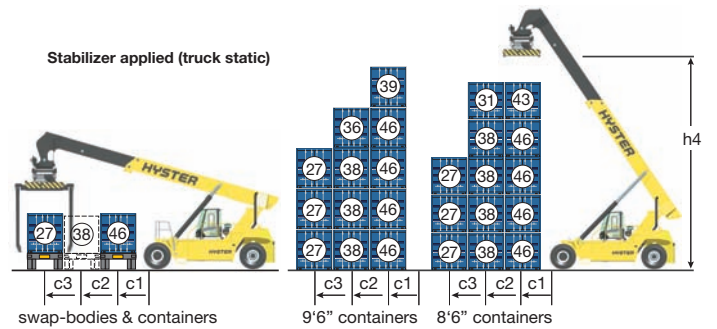 Stabilizer applied (truck static)
HYSTER
HYSTER
27 38 46
c3 c2 c1
swap-bodies & containers
39
36 46
27 38 46
27 38 46
27 38 46
c3 c2 c1
9‘6” containers
31 43
38 46
27 38 46
27 38 46
27 38 46
c3 c2 c1
8‘6” containers
HYSTER
HYSTER
h4